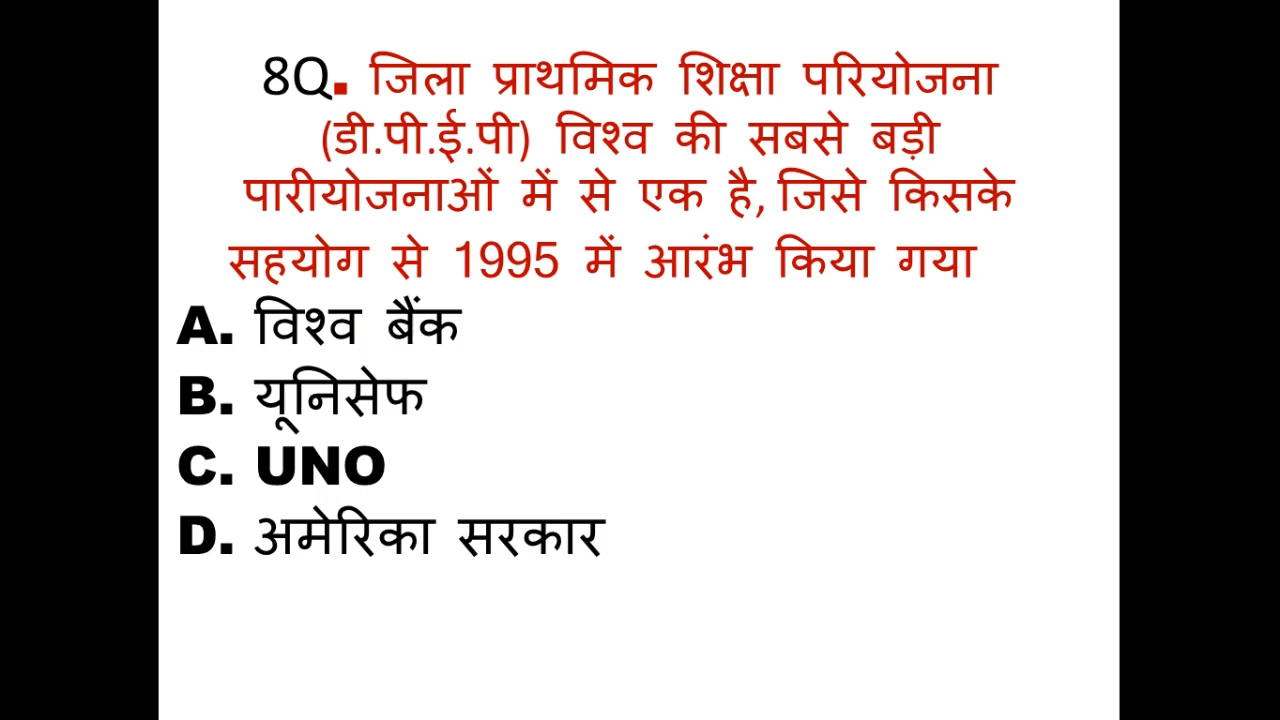 8Q. जिला प्राथमिक शिक्षा परियोजना
(डी.पी.ई.पी) विश्व की सबसे बड़ी
पारीयोजनाओं में से एक है, जिसे किसके
सहयोग से 1995 में आरंभ किया गया
A. विश्व बैंक
B. यूनिसेफ
C. UNO
D. अमेरिका सरकार